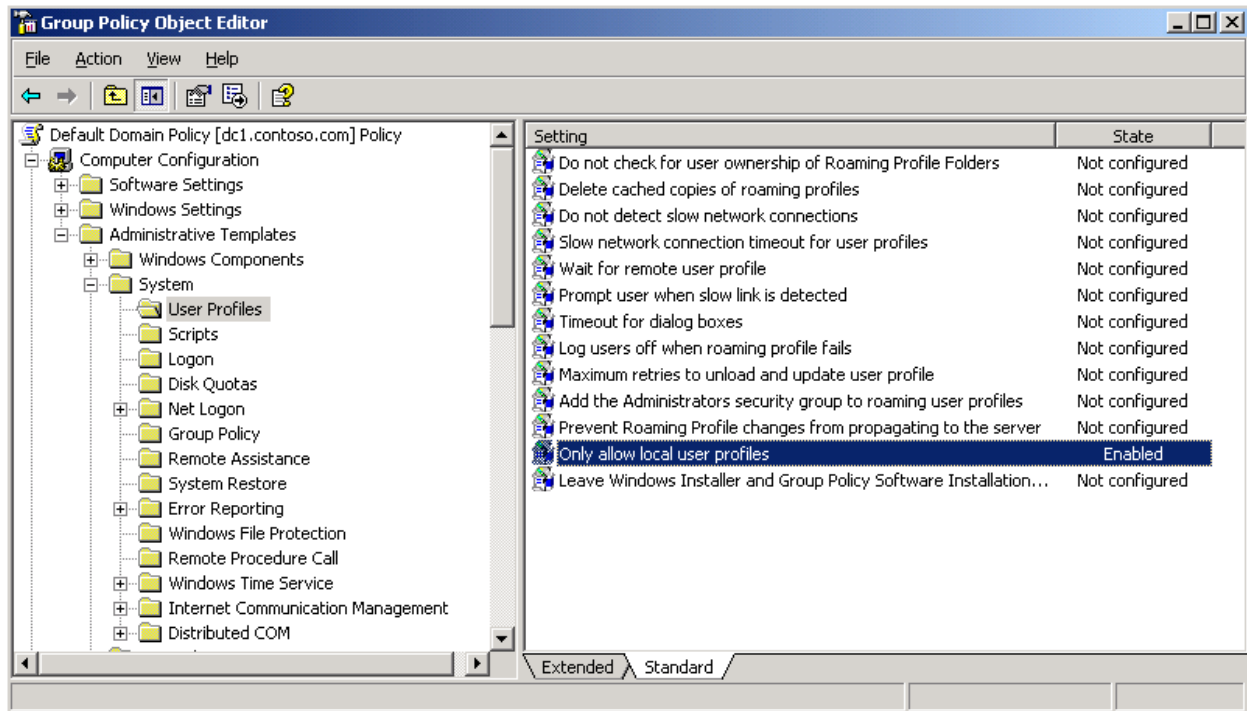 Group Policy Object Editor
File Action View Help
Default Domain Policy [dc1.contoso.com] Policy
Computer Configuration
Software Settings
Windows Settings
Administrative Templates
Windows Components
System
User Profiles
Scripts
Logon
Disk Quotas
Net Logon
Group Policy
Remote Assistance
System Restore
Error Reporting
Windows File Protection
Remote Procedure Call
Windows Time Service
Internet Communication Management
Distributed COM
Setting State
Do not check for user ownership of Roaming Profile Folders Not configured
Delete cached copies of roaming profiles Not configured
Do not detect slow network connections Not configured
Slow network connection timeout for user profiles Not configured
Wait for remote user profile Not configured
Prompt user when slow link is detected Not configured
Timeout for dialog boxes Not configured
Log users off when roaming profile fails Not configured
Maximum retries to unload and update user profile Not configured
Add the Administrators security group to roaming user profiles Not configured
Prevent Roaming Profile changes from propagating to the server Not configured
Only allow local user profiles Enabled
Leave Windows Installer and Group Policy Software Installation... Not configured
Extended Standard